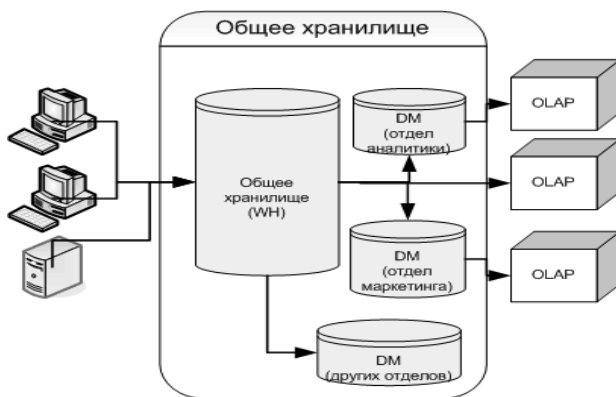 Общее хранилище
Общее
хранилище
(WH)
DM
(отдел
аналитики)
DM
(отдел
маркетинга)
DM
(других отделов)
OLAP
OLAP
OLAP